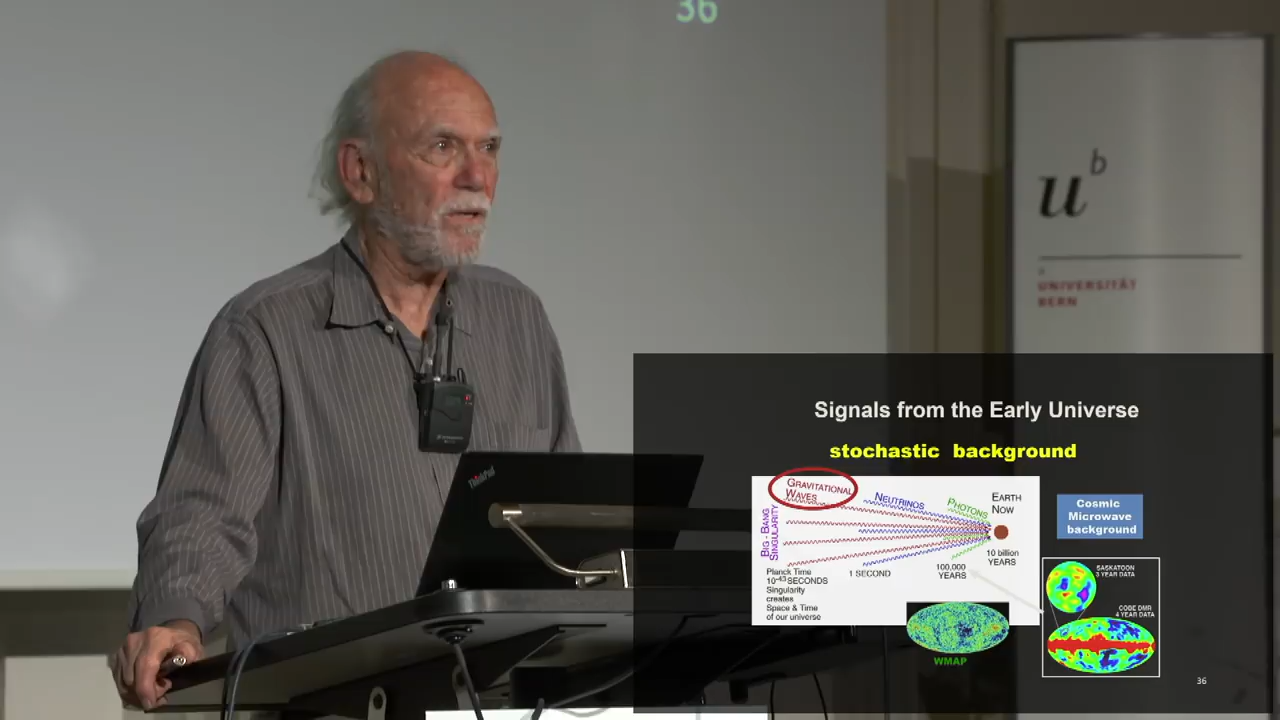 36
u^b
UNIVERSITÄT
BERN
ThinkPad
Signals from the Early Universe
stochastic background
GRAVITATIONAL
WAVES
NEUTRINOS
PHOTONS
EARTH
NOW
BIG-BANG
SINGULARITY
Planck Time
10⁻⁴³ SECONDS
Singularity
creates
Space & Time
of our universe
1 SECOND
100,000
YEARS
10 billion
YEARS
Cosmic
Microwave
background
SASKATOON
3 YEAR DATA
COBE DMR
4 YEAR DATA
WMAP
36